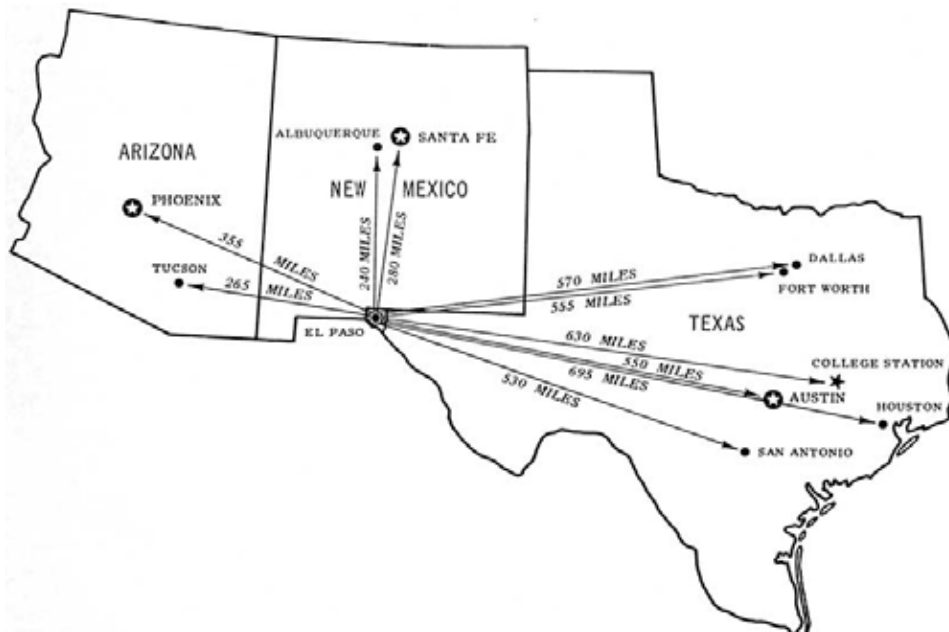 ALBUQUERQUE
SANTA FE
ARIZONA
NEW MEXICO
PHOENIX
355 MILES
240 MILES
280 MILES
TUCSON
265 MILES
DALLAS
570 MILES
FORT WORTH
555 MILES
EL PASO
TEXAS
630 MILES
COLLEGE STATION
550 MILES
695 MILES
AUSTIN
530 MILES
HOUSTON
SAN ANTONIO